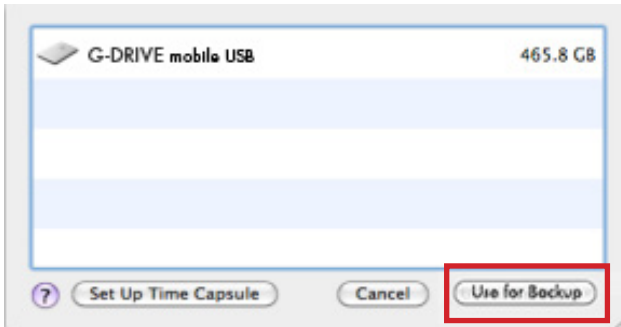 G-DRIVE mobile USB 465.8 GB
? Set Up Time Capsule Cancel Use for Backup